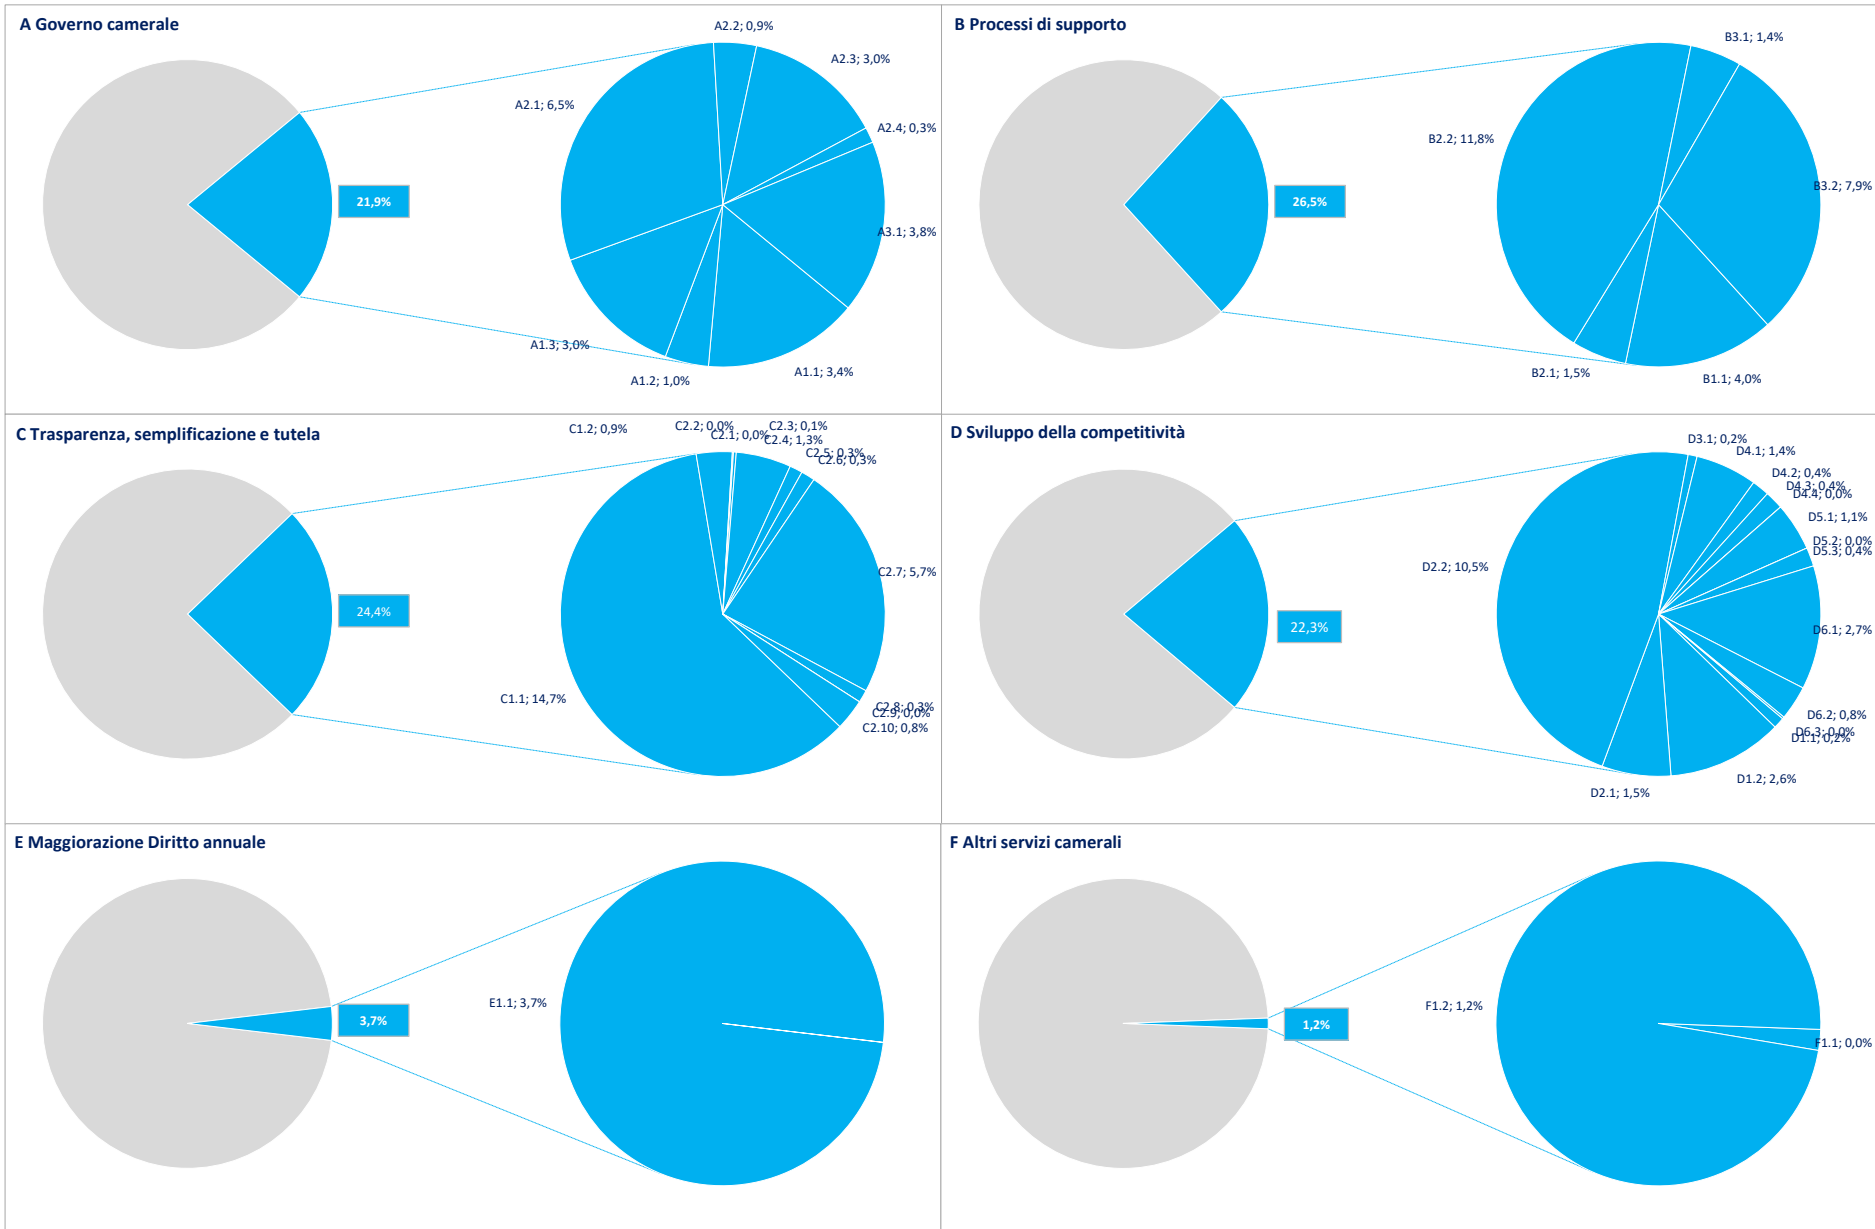 A Governo camerale
A2.2; 0,9%
A2.3; 3,0%
A2.1; 6,5%
A2.4; 0,3%
21,9%
A3.1; 3,8%
A1.3; 3,0%
A1.2; 1,0%
A1.1; 3,4%
B Processi di supporto
B3.1; 1,4%
B2.2; 11,8%
B3.2; 7,9%
26,5%
B2.1; 1,5%
B1.1; 4,0%
C Trasparenza, semplificazione e tutela
C1.2; 0,9%
C2.2; 0,0%
C2.3; 0,1%
C2.1; 0,0%
C2.4; 1,3%
C2.5; 0,3%
C2.6; 0,3%
C2.7; 5,7%
24,4%
C1.1; 14,7%
C2.8; 0,3%
C2.9; 0,0%
C2.10; 0,8%
D Sviluppo della competitività
D3.1; 0,2%
D4.1; 1,4%
D4.2; 0,4%
D4.3; 0,4%
D4.4; 0,0%
D5.1; 1,1%
D5.2; 0,0%
D5.3; 0,4%
D2.2; 10,5%
22,3%
D6.1; 2,7%
D6.2; 0,8%
D6.3; 0,0%
D1.1; 0,2%
D1.2; 2,6%
D2.1; 1,5%
E Maggiorazione Diritto annuale
E1.1; 3,7%
3,7%
F Altri servizi camerali
F1.2; 1,2%
1,2%
F1.1; 0,0%